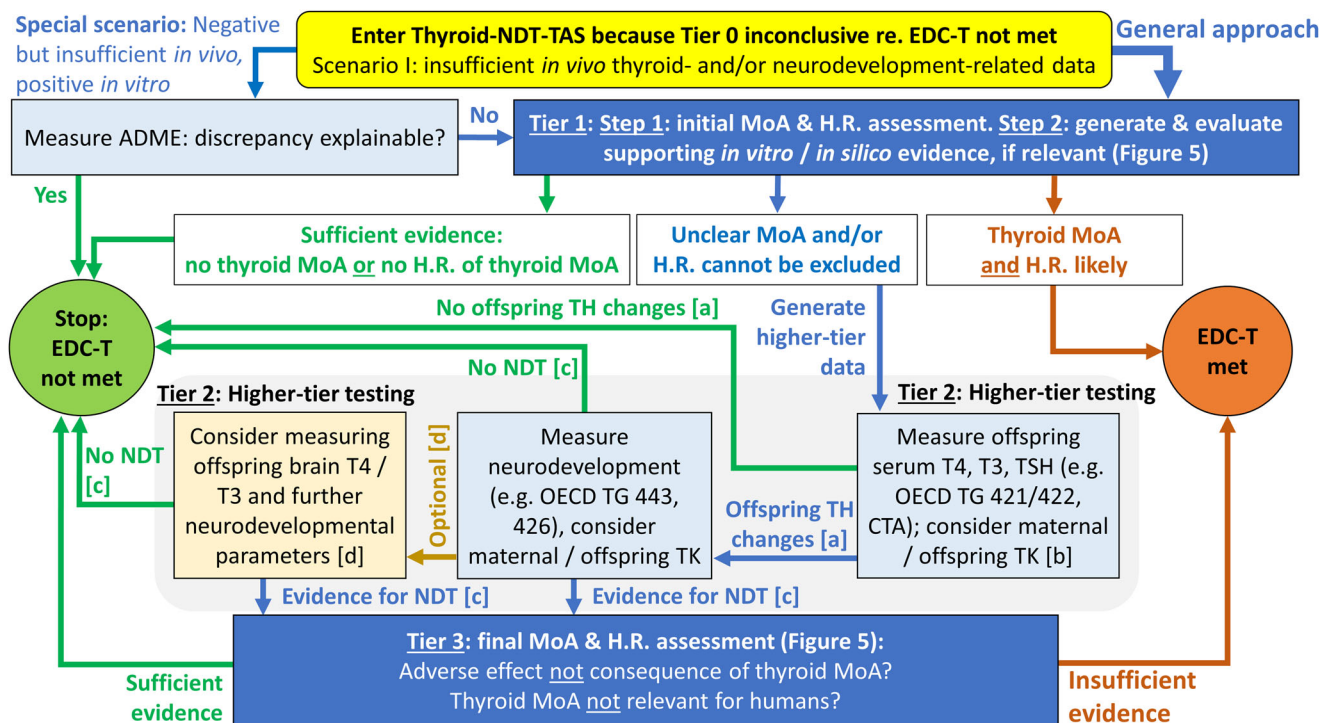 Special scenario: Negative
but insufficient in vivo,
positive in vitro
Enter Thyroid-NDT-TAS because Tier 0 inconclusive re. EDC-T not met
Scenario I: insufficient in vivo thyroid- and/or neurodevelopment-related data
General approach
Measure ADME: discrepancy explainable?
No
Tier 1: Step 1: initial MoA & H.R. assessment. Step 2: generate & evaluate
supporting in vitro / in silico evidence, if relevant (Figure 5)
Yes
Sufficient evidence:
no thyroid MoA or no H.R. of thyroid MoA
Unclear MoA and/or
H.R. cannot be excluded
Thyroid MoA
and H.R. likely
Stop:
EDC-T
not met
No offspring TH changes [a]
Generate
higher-tier
data
EDC-T
met
No NDT [c]
Tier 2: Higher-tier testing
Tier 2: Higher-tier testing
No NDT
[c]
Consider measuring
offspring brain T4 /
T3 and further
neurodevelopmental
parameters [d]
Optional [d]
Measure
neurodevelopment
(e.g. OECD TG 443,
426), consider
maternal / offspring TK
Offspring TH
changes [a]
Measure offspring
serum T4, T3, TSH (e.g.
OECD TG 421/422,
CTA); consider maternal
/ offspring TK [b]
Evidence for NDT [c]
Evidence for NDT [c]
Tier 3: final MoA & H.R. assessment (Figure 5):
Adverse effect not consequence of thyroid MoA?
Thyroid MoA not relevant for humans?
Sufficient
evidence
Insufficient
evidence